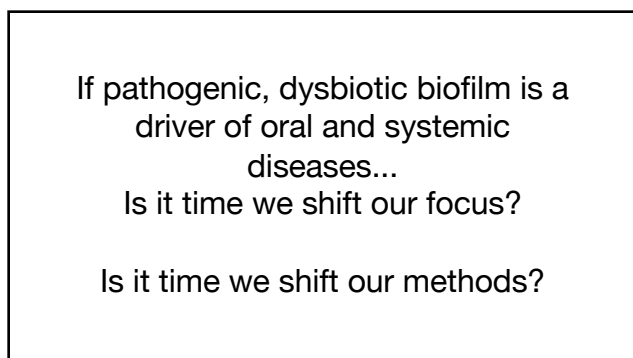 If pathogenic, dysbiotic biofilm is a
driver of oral and systemic
diseases...
Is it time we shift our focus?
Is it time we shift our methods?